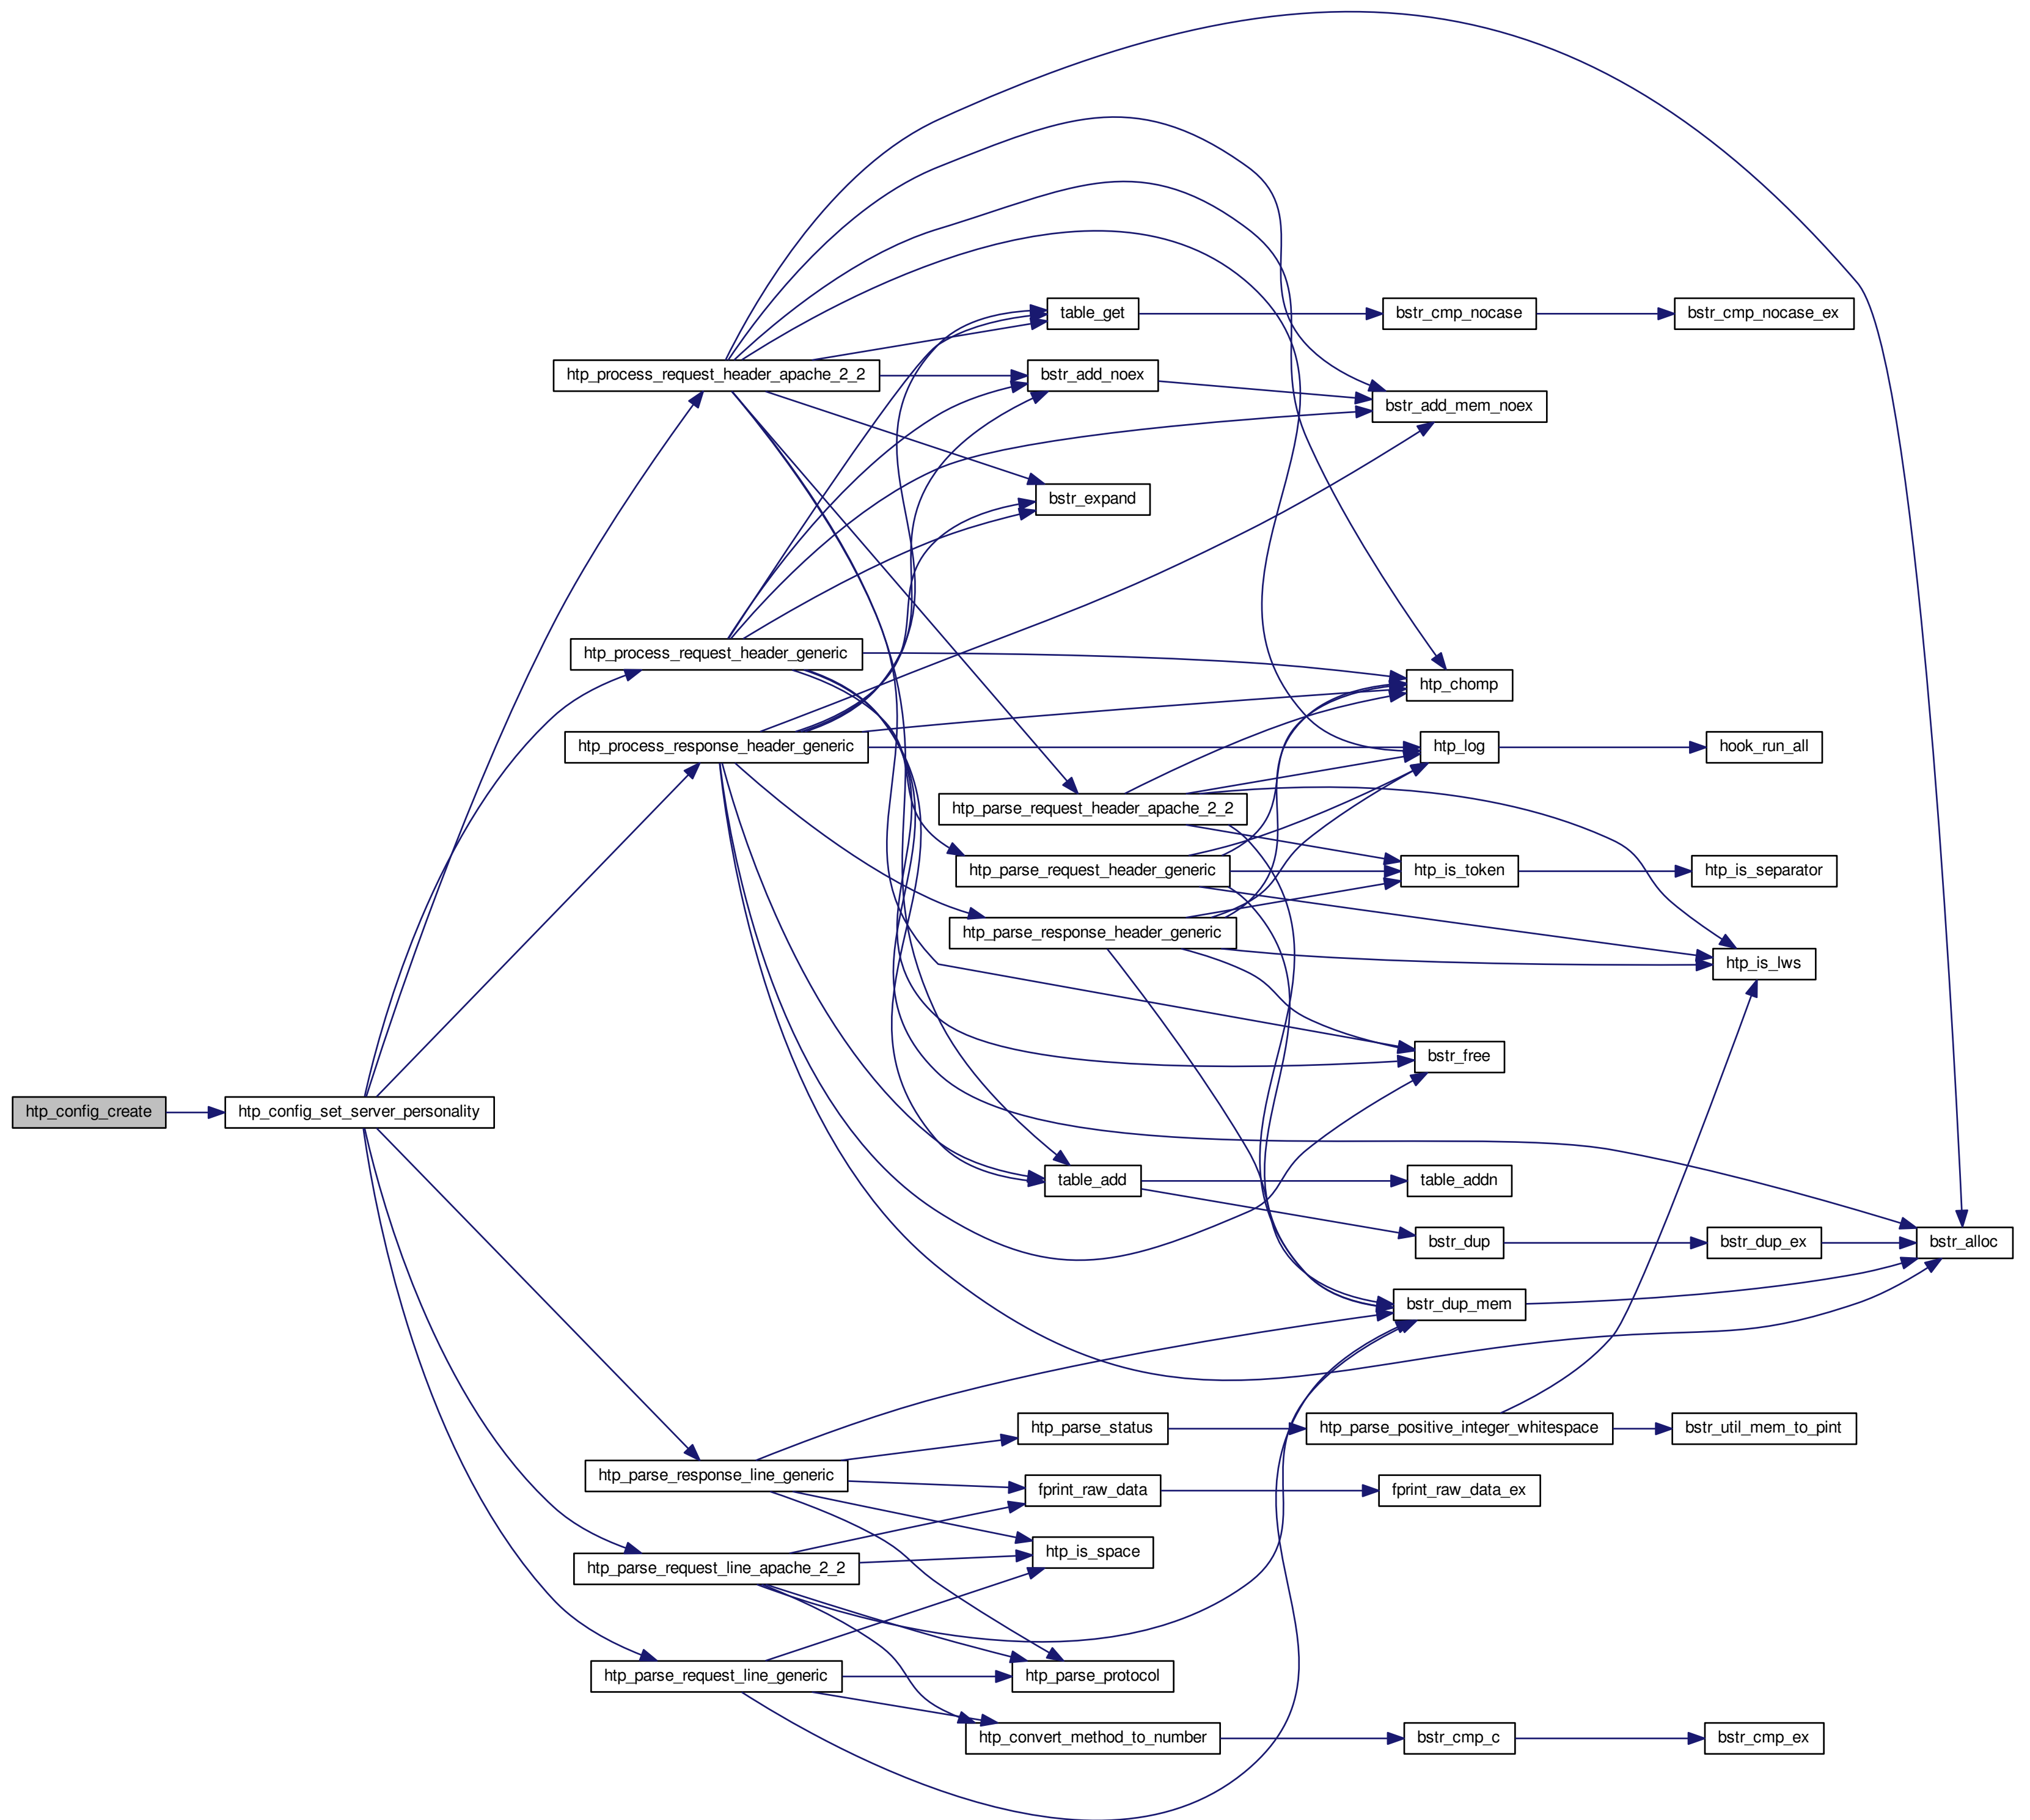 table_get
bstr_cmp_nocase
bstr_cmp_nocase_ex
htp_process_request_header_apache_2_2
bstr_add_noex
bstr_add_mem_noex
bstr_expand
htp_process_request_header_generic
htp_chomp
htp_process_response_header_generic
htp_log
hook_run_all
htp_parse_request_header_apache_2_2
htp_parse_request_header_generic
htp_is_token
htp_is_separator
htp_parse_response_header_generic
htp_is_lws
bstr_free
htp_config_create
htp_config_set_server_personality
table_add
table_addn
bstr_dup
bstr_dup_ex
bstr_alloc
bstr_dup_mem
htp_parse_status
htp_parse_positive_integer_whitespace
bstr_util_mem_to_pint
htp_parse_response_line_generic
fprint_raw_data
fprint_raw_data_ex
htp_is_space
htp_parse_request_line_apache_2_2
htp_parse_request_line_generic
htp_parse_protocol
htp_convert_method_to_number
bstr_cmp_c
bstr_cmp_ex